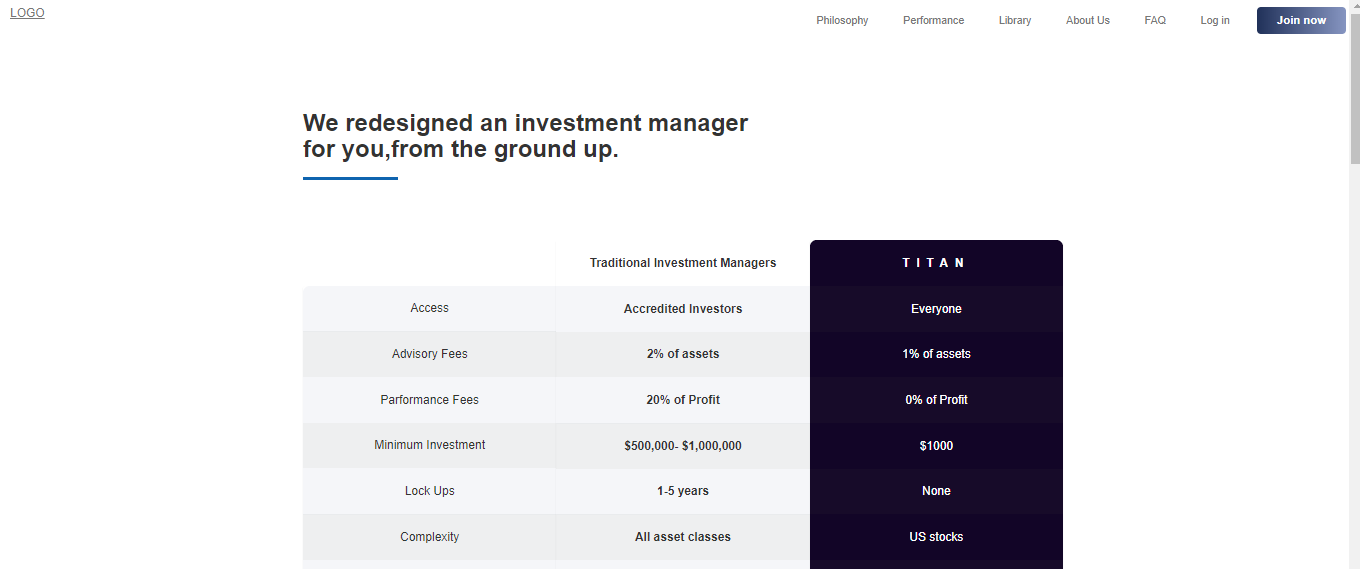 LOGO
Philosophy Performance Library About Us FAQ Log in Join now
We redesigned an investment manager
for you,from the ground up.
Traditional Investment Managers TITAN
Access Accredited Investors Everyone
Advisory Fees 2% of assets 1% of assets
Parformance Fees 20% of Profit 0% of Profit
Minimum Investment $500,000- $1,000,000 $1000
Lock Ups 1-5 years None
Complexity All asset classes US stocks